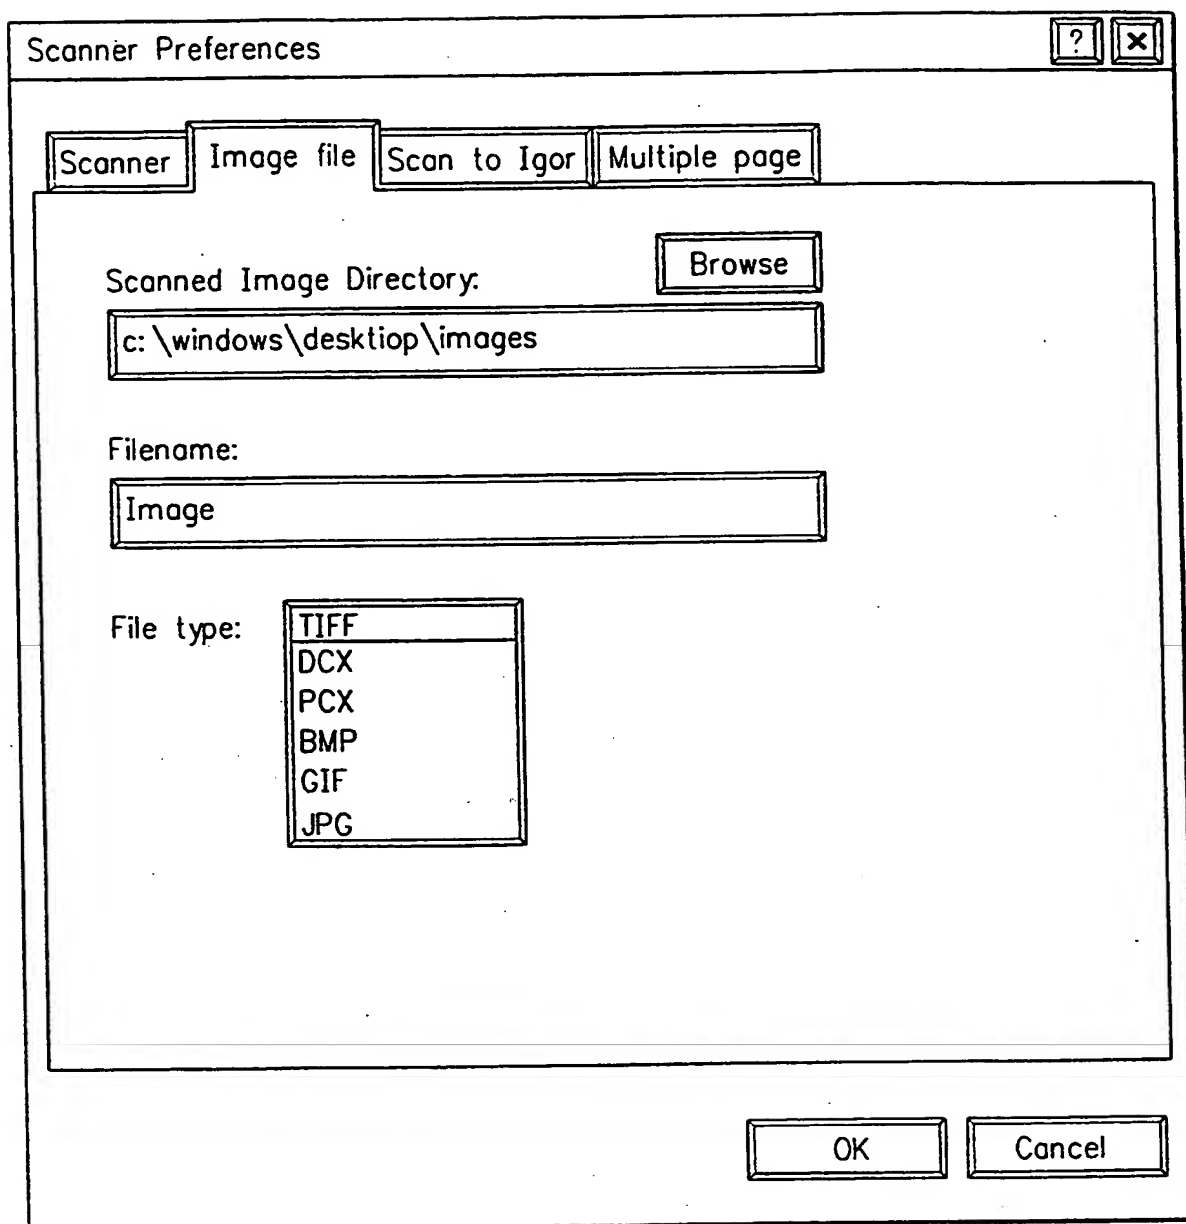 Scanner Preferences ? ×
Scanner Image file Scan to Igor Multiple page
Browse
Scanned Image Directory:
c: \windows\desktiop\images
Filename:
Image
File type: TIFF
DCX
PCX
BMP
GIF
JPG
OK Cancel